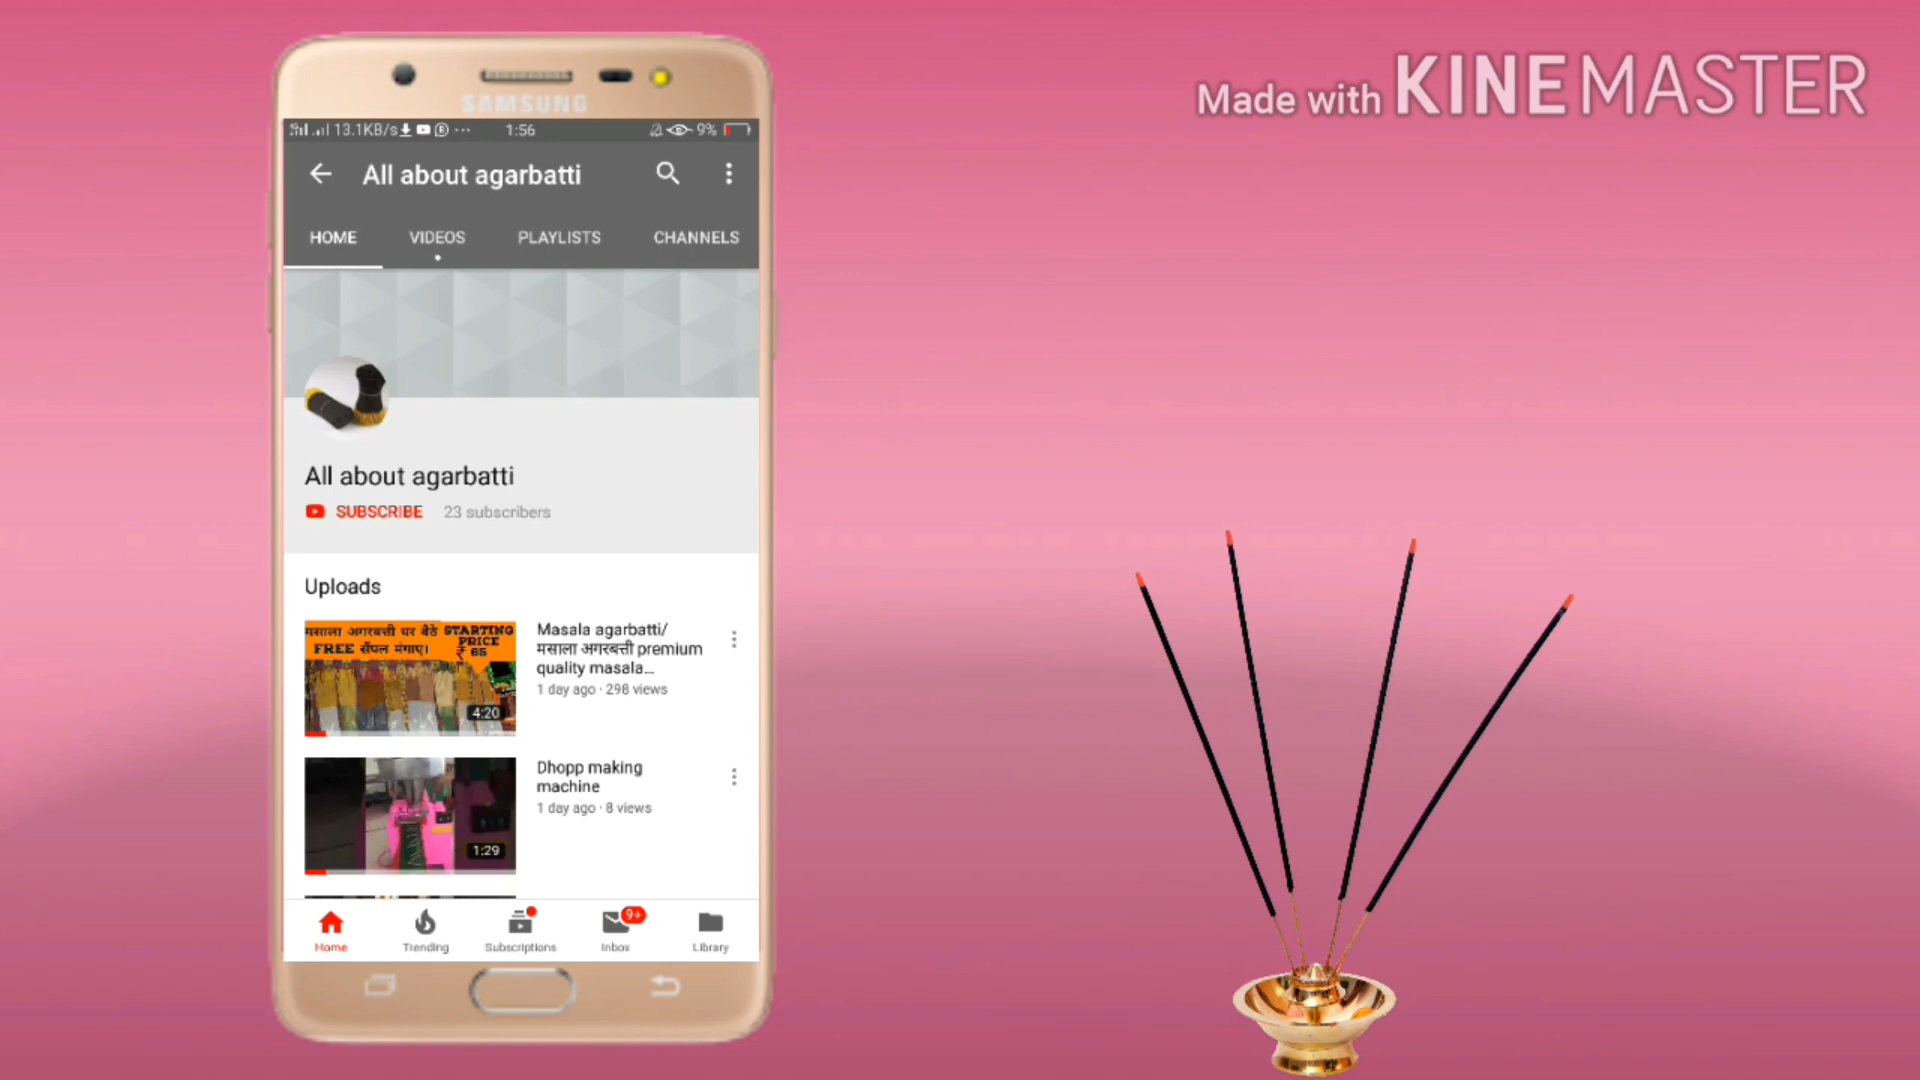 Made with KINEMASTER
SAMSUNG
13.1KB/s 1:56 9%
All about agarbatti
HOME VIDEOS PLAYLISTS CHANNELS
All about agarbatti
SUBSCRIBE 23 subscribers
Uploads
मसाला अगरबत्ती घर बैठे STARTING
FREE सैंपल मंगाए। PRICE
₹ 65
4:20
Masala agarbatti/
मसाला अगरबत्ती premium
quality masala...
1 day ago · 298 views
1:29
Dhopp making
machine
1 day ago · 8 views
9+
Home Trending Subscriptions Inbox Library